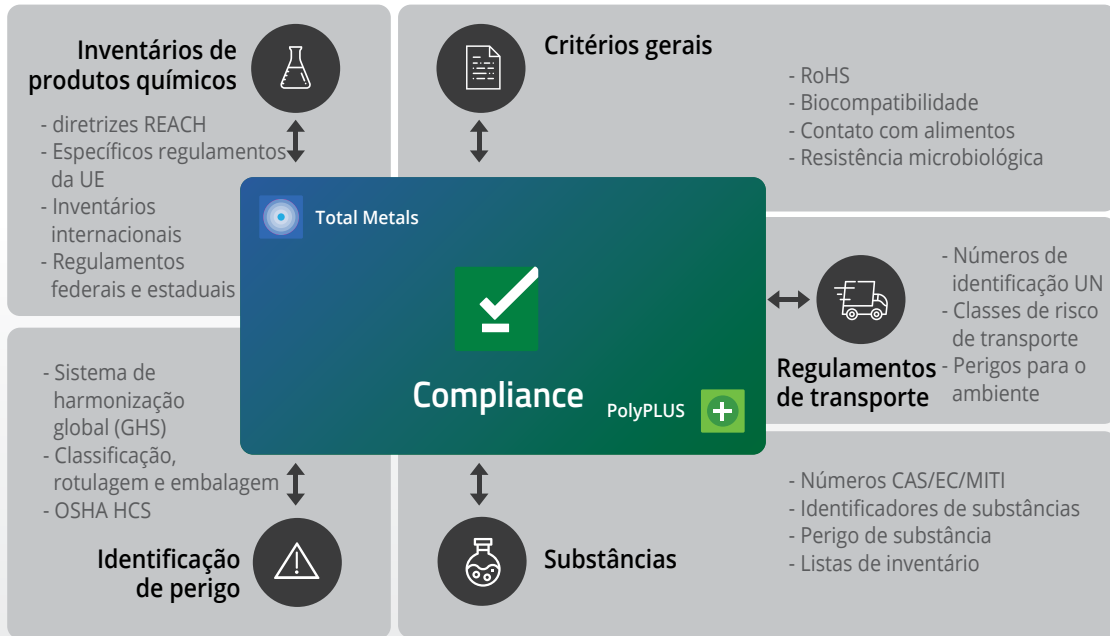 Inventários de
produtos químicos
- diretrizes REACH
- Específicos regulamentos
da UE
- Inventários
internacionais
- Regulamentos
federais e estaduais
Critérios gerais
- RoHS
- Biocompatibilidade
- Contato com alimentos
- Resistência microbiológica
Total Metals
Compliance
PolyPLUS
Regulamentos
de transporte
- Números de
identificação UN
- Classes de risco
de transporte
- Perigos para o
ambiente
- Sistema de
harmonização
global (GHS)
- Classificação,
rotulagem e embalagem
- OSHA HCS
Identificação
de perigo
Substâncias
- Números CAS/EC/MITI
- Identificadores de substâncias
- Perigo de substância
- Listas de inventário